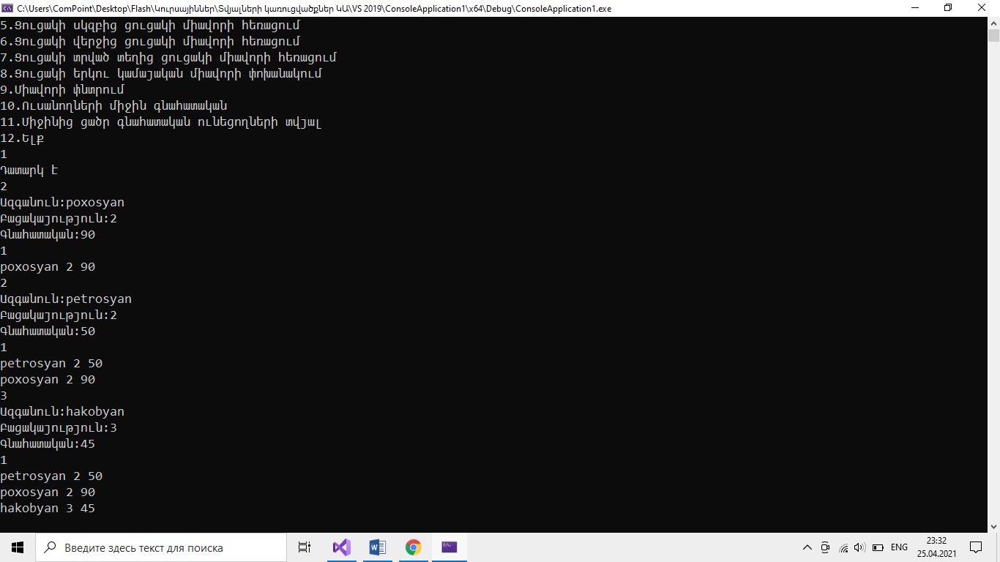 C:\Users\ComPoint\Desktop\Flash\Կուրսայիններ\Տվյալների կառուցվածքներ ԿԱ\VS 2019\ConsoleApplication1\x64\Debug\ConsoleApplication1.exe
5.Ցուցակի սկզբից ցուցակի միավորի հեռացում
6.Ցուցակի վերջից ցուցակի միավորի հեռացում
7.Ցուցակի տրված տեղից ցուցակի միավորի հեռացում
8.Ցուցակի երկու կամայական միավորի փոխանակում
9.Միավորի փնտրում
10.Ուսանողների միջին գնահատական
11.Միջինից ցածր գնահատական ունեցողների տվյալ
12.Ելք
1
Դատարկ է
2
Ազգանուն:poxosyan
Բացակայություն:2
Գնահատական:90
1
poxosyan 2 90
2
Ազգանուն:petrosyan
Բացակայություն:2
Գնահատական:50
1
petrosyan 2 50
poxosyan 2 90
3
Ազգանուն:hakobyan
Բացակայություն:3
Գնահատական:45
1
petrosyan 2 50
poxosyan 2 90
hakobyan 3 45
Введите здесь текст для поиска
ENG
23:32
25.04.2021